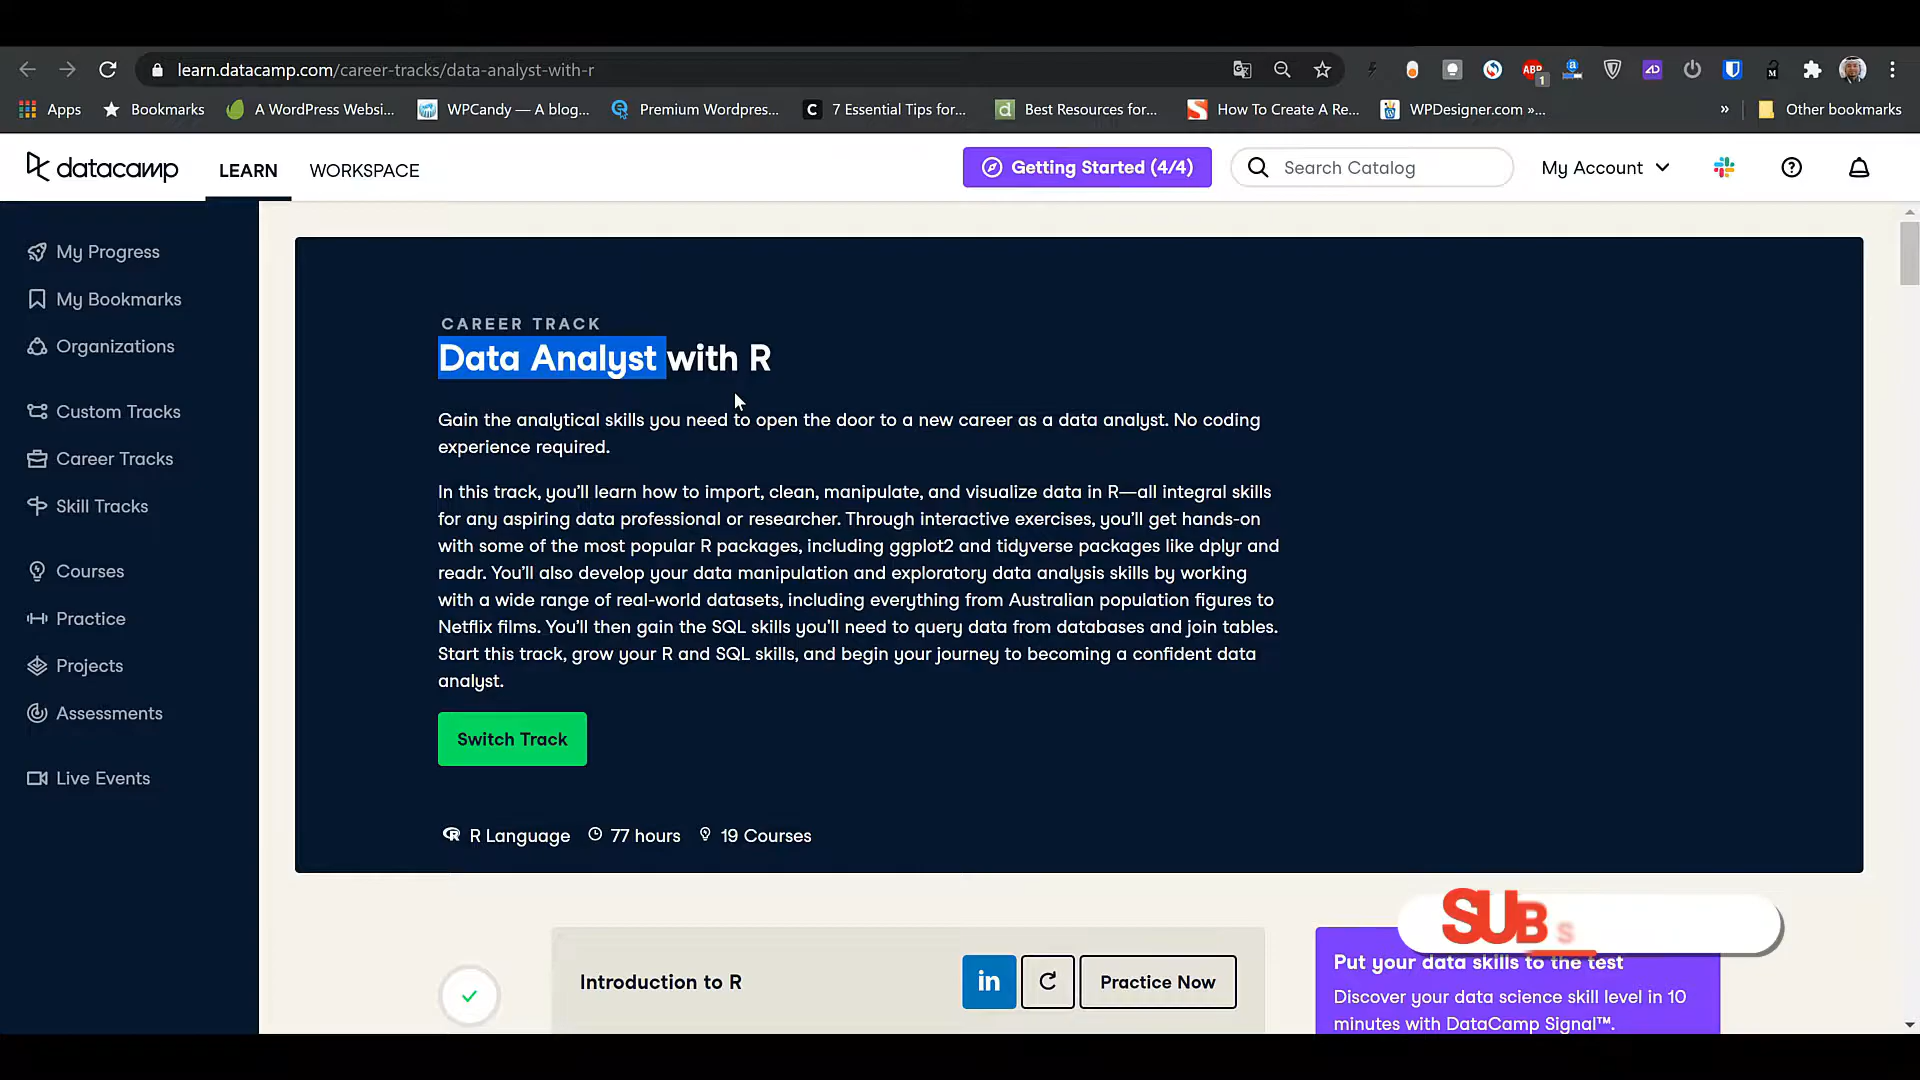 learn.datacamp.com/career-tracks/data-analyst-with-r
ABP
1
Apps
Bookmarks
A WordPress Websi...
WPCandy — A blog...
Premium Wordpres...
7 Essential Tips for...
Best Resources for...
How To Create A Re...
WPDesigner.com »...
»
Other bookmarks
datacamp
LEARN
WORKSPACE
Getting Started (4/4)
Search Catalog
My Account
My Progress
My Bookmarks
Organizations
Custom Tracks
Career Tracks
Skill Tracks
Courses
Practice
Projects
Assessments
Live Events
CAREER TRACK
Data Analyst with R
Gain the analytical skills you need to open the door to a new career as a data analyst. No coding
experience required.
In this track, you'll learn how to import, clean, manipulate, and visualize data in R—all integral skills
for any aspiring data professional or researcher. Through interactive exercises, you'll get hands-on
with some of the most popular R packages, including ggplot2 and tidyverse packages like dplyr and
readr. You'll also develop your data manipulation and exploratory data analysis skills by working
with a wide range of real-world datasets, including everything from Australian population figures to
Netflix films. You'll then gain the SQL skills you'll need to query data from databases and join tables.
Start this track, grow your R and SQL skills, and begin your journey to becoming a confident data
analyst.
Switch Track
R Language
77 hours
19 Courses
Introduction to R
in
Practice Now
SUBS
Put your data skills to the test
Discover your data science skill level in 10
minutes with DataCamp Signal™.